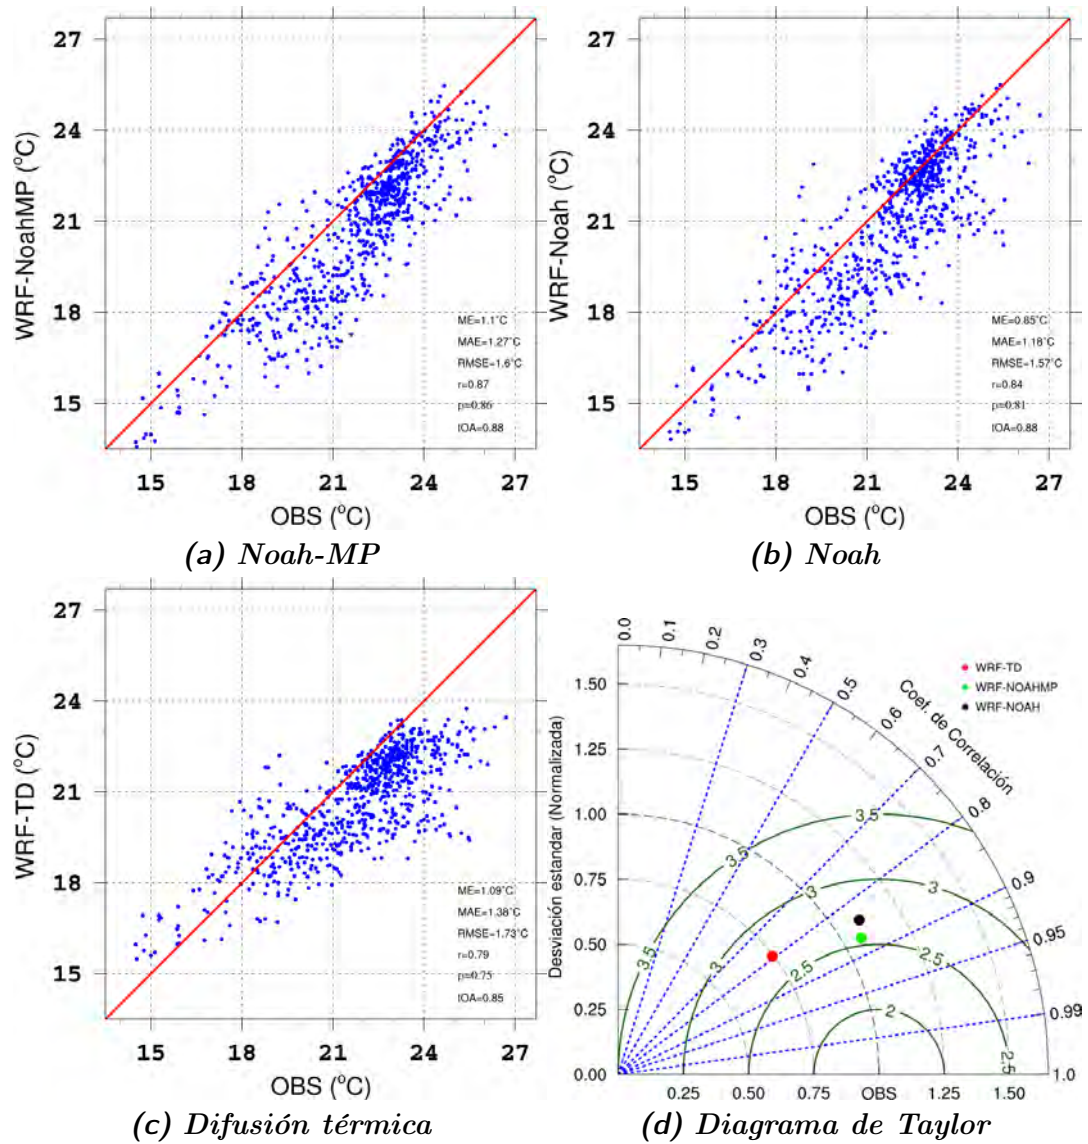 27
24
21
18
15
WRF-NoahMP (°C)
ME=1.1°C
MAE=1.27°C
RMSE=1.6°C
r=0.87
ρ=0.86
IOA=0.88
15 18 21 24 27
OBS (°C)
(a) Noah-MP
27
24
21
18
15
WRF-Noah (°C)
ME=0.85°C
MAE=1.18°C
RMSE=1.57°C
r=0.84
ρ=0.81
IOA=0.88
15 18 21 24 27
OBS (°C)
(b) Noah
27
24
21
18
15
WRF-TD (°C)
ME=1.09°C
MAE=1.38°C
RMSE=1.73°C
r=0.79
ρ=0.75
IOA=0.85
15 18 21 24 27
OBS (°C)
(c) Difusión térmica
WRF-TD
WRF-NOAHMP
WRF-NOAH
0.0 0.1 0.2 0.3 0.4 0.5 0.6 0.7 0.8 0.9 0.95 0.99 1.0
Coef. de Correlación
Desviación estandar (Normalizada)
1.50
1.25
1.00
0.75
0.50
0.25
0.00
3.5 3.5 3.5
3 3 3
2.5 2.5 2.5
2
0.25 0.50 0.75 OBS 1.25 1.50
(d) Diagrama de Taylor